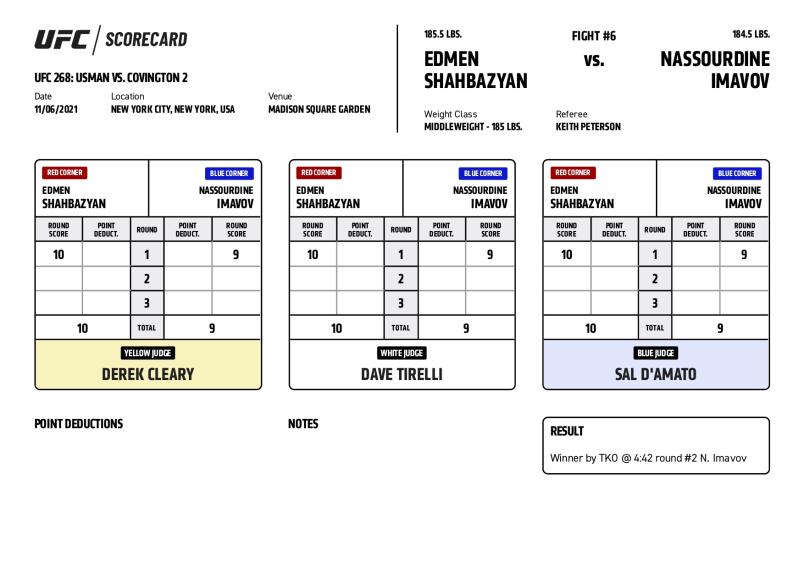 UFC / SCORECARD
UFC 268: USMAN VS. COVINGTON 2
Date Location Venue
11/06/2021 NEW YORK CITY, NEW YORK, USA MADISON SQUARE GARDEN
185.5 LBS. FIGHT #6 184.5 LBS.
EDMEN vs. NASSOURDINE
SHAHBAZYAN IMAVOV
Weight Class Referee
MIDDLEWEIGHT - 185 LBS. KEITH PETERSON
RED CORNER BLUE CORNER
EDMEN NASSOURDINE
SHAHBAZYAN IMAVOV
ROUND SCORE POINT DEDUCT. ROUND POINT DEDUCT. ROUND SCORE
10 1 9
2
3
10 TOTAL 9
YELLOW JUDGE
DEREK CLEARY
RED CORNER BLUE CORNER
EDMEN NASSOURDINE
SHAHBAZYAN IMAVOV
ROUND SCORE POINT DEDUCT. ROUND POINT DEDUCT. ROUND SCORE
10 1 9
2
3
10 TOTAL 9
WHITE JUDGE
DAVE TIRELLI
RED CORNER BLUE CORNER
EDMEN NASSOURDINE
SHAHBAZYAN IMAVOV
ROUND SCORE POINT DEDUCT. ROUND POINT DEDUCT. ROUND SCORE
10 1 9
2
3
10 TOTAL 9
BLUE JUDGE
SAL D'AMATO
POINT DEDUCTIONS
NOTES
RESULT
Winner by TKO @ 4:42 round #2 N. Imavov